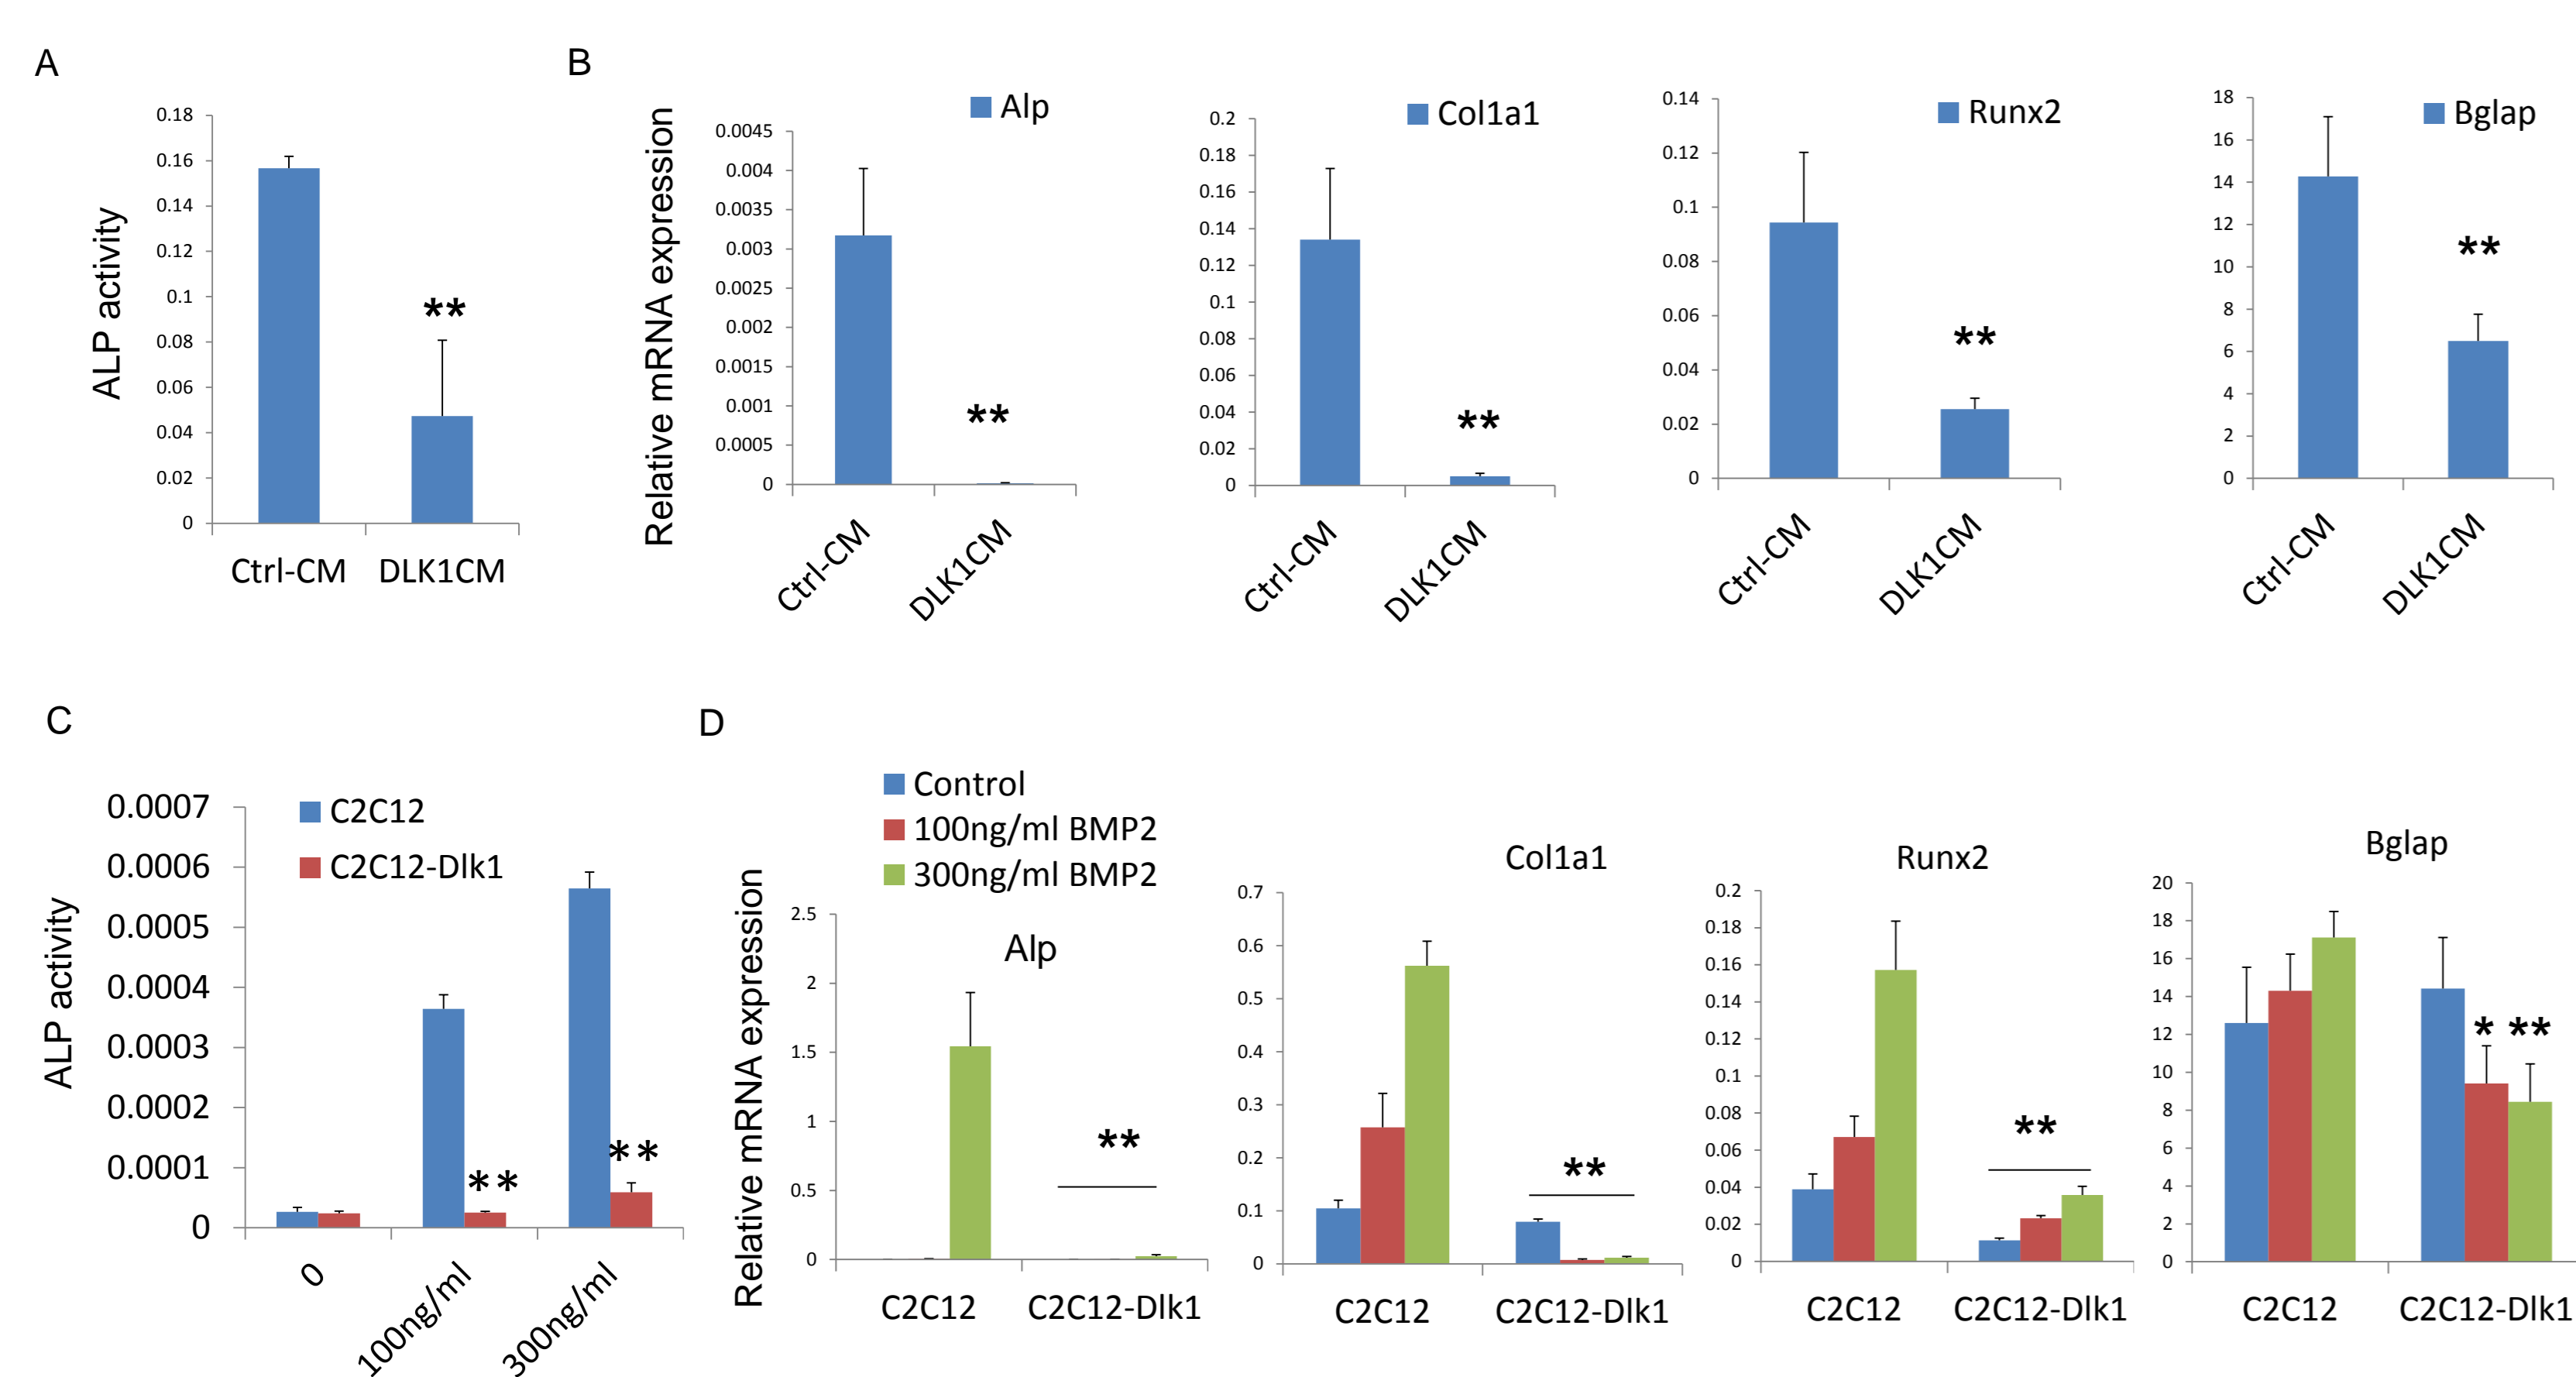 A
ALP activity
0.18
0.16
0.14
0.12
0.1
0.08
0.06
0.04
0.02
0
**
Ctrl-CM DLK1CM
B
Relative mRNA expression
Alp
0.0045
0.004
0.0035
0.003
0.0025
0.002
0.0015
0.001
0.0005
0
**
Ctrl-CM
DLK1CM
Col1a1
0.2
0.18
0.16
0.14
0.12
0.1
0.08
0.06
0.04
0.02
0
**
Ctrl-CM
DLK1CM
Runx2
0.14
0.12
0.1
0.08
0.06
0.04
0.02
0
**
Ctrl-CM
DLK1CM
Bglap
18
16
14
12
10
8
6
4
2
0
**
Ctrl-CM
DLK1CM
C
ALP activity
C2C12
C2C12-Dlk1
0.0007
0.0006
0.0005
0.0004
0.0003
0.0002
0.0001
0
**
**
0
100ng/ml
300ng/ml
D
Control
100ng/ml BMP2
300ng/ml BMP2
Relative mRNA expression
Alp
2.5
2
1.5
1
0.5
0
**
C2C12 C2C12-Dlk1
Col1a1
0.7
0.6
0.5
0.4
0.3
0.2
0.1
0
**
C2C12 C2C12-Dlk1
Runx2
0.2
0.18
0.16
0.14
0.12
0.1
0.08
0.06
0.04
0.02
0
**
C2C12 C2C12-Dlk1
Bglap
20
18
16
14
12
10
8
6
4
2
0
* **
C2C12 C2C12-Dlk1